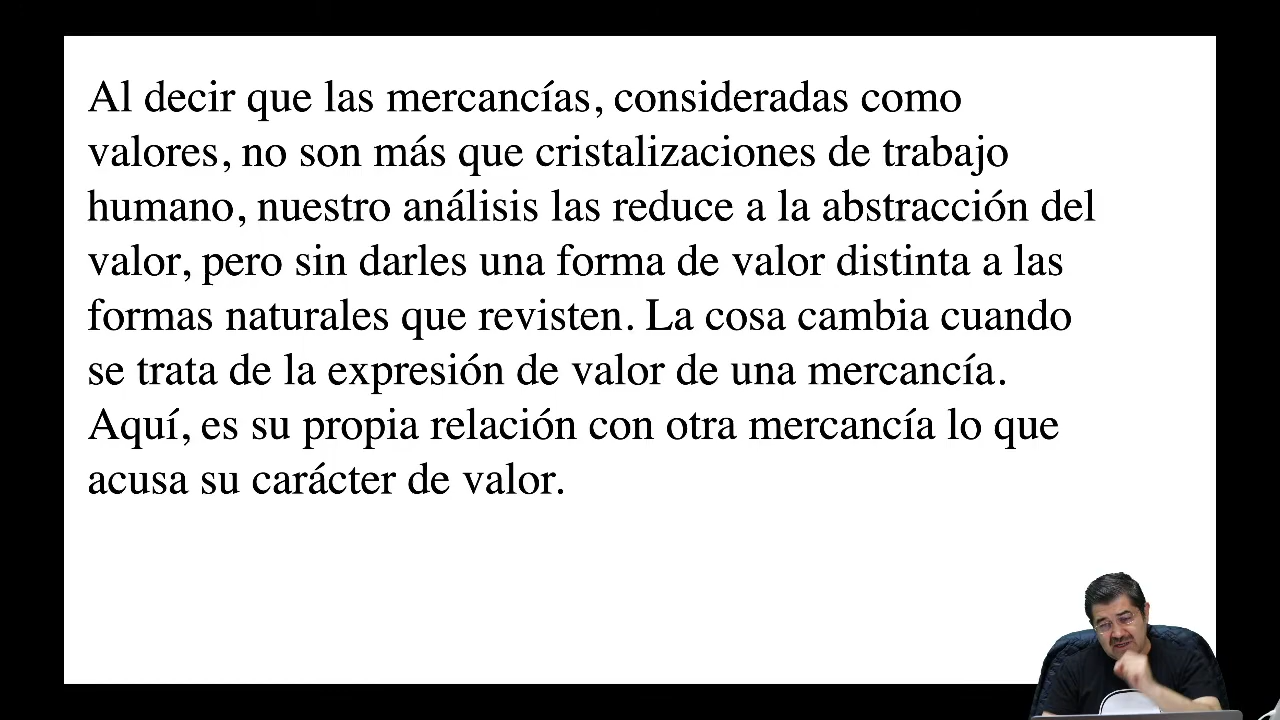 Al decir que las mercancías, consideradas como
valores, no son más que cristalizaciones de trabajo
humano, nuestro análisis las reduce a la abstracción del
valor, pero sin darles una forma de valor distinta a las
formas naturales que revisten. La cosa cambia cuando
se trata de la expresión de valor de una mercancía.
Aquí, es su propia relación con otra mercancía lo que
acusa su carácter de valor.